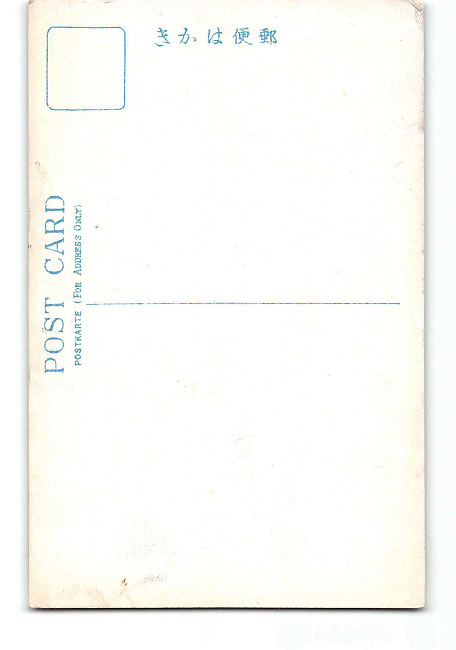 郵便はかき
POST CARD
POSTKARTE (FOR ADDRESS ONLY)